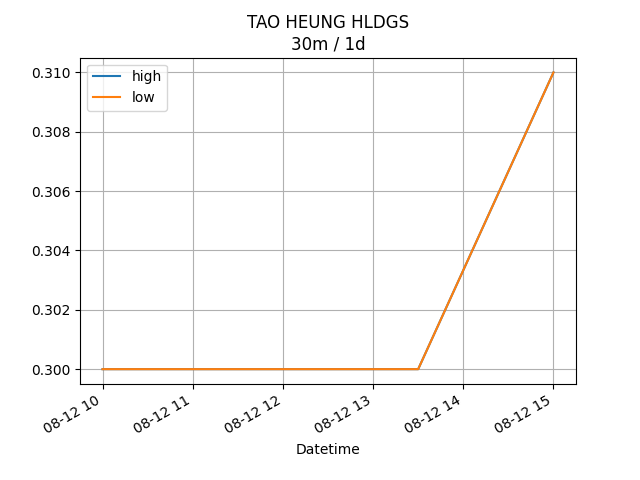 TAO HEUNG HLDGS
30m / 1d
high
low
0.310
0.308
0.306
0.304
0.302
0.300
08-12 10
08-12 11
08-12 12
08-12 13
08-12 14
08-12 15
Datetime